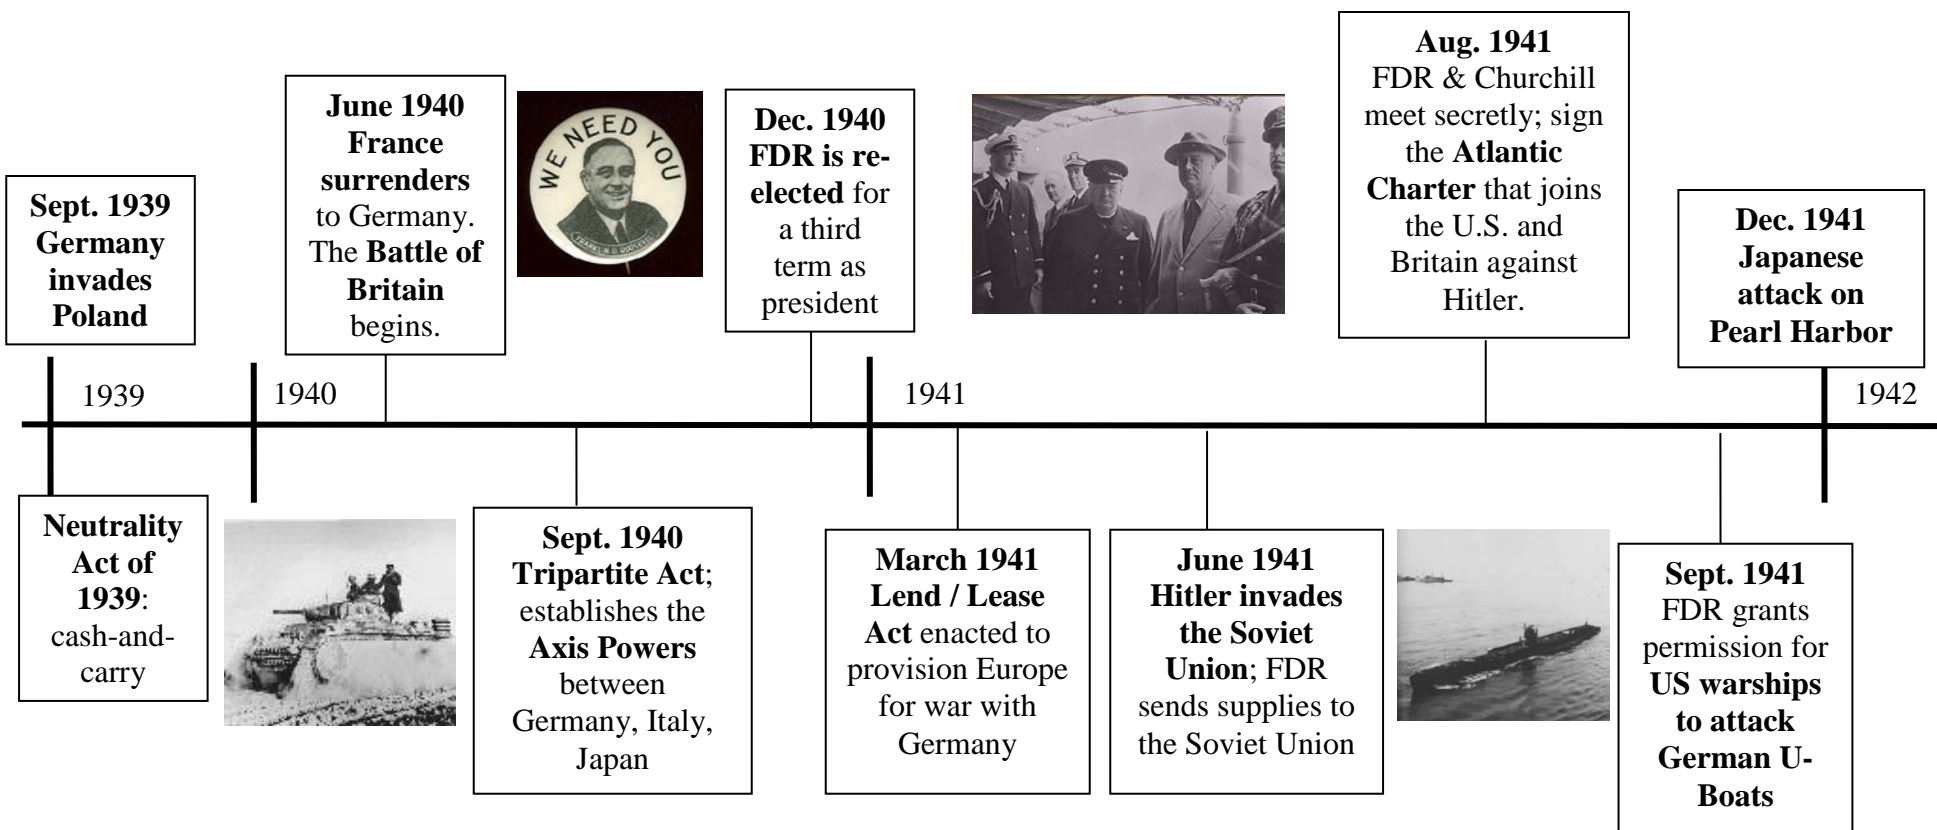 Sept. 1939
Germany
invades
Poland
June 1940
France
surrenders
to Germany.
The Battle of
Britain
begins.
WE NEED YOU
FRANKLIN D. ROOSEVELT
Dec. 1940
FDR is re-
elected for
a third
term as
president
Aug. 1941
FDR & Churchill
meet secretly; sign
the Atlantic
Charter that joins
the U.S. and
Britain against
Hitler.
Dec. 1941
Japanese
attack on
Pearl Harbor
1939
1940
1941
1942
Neutrality
Act of
1939:
cash-and-
carry
Sept. 1940
Tripartite Act;
establishes the
Axis Powers
between
Germany, Italy,
Japan
March 1941
Lend / Lease
Act enacted to
provision Europe
for war with
Germany
June 1941
Hitler invades
the Soviet
Union; FDR
sends supplies to
the Soviet Union
Sept. 1941
FDR grants
permission for
US warships
to attack
German U-
Boats